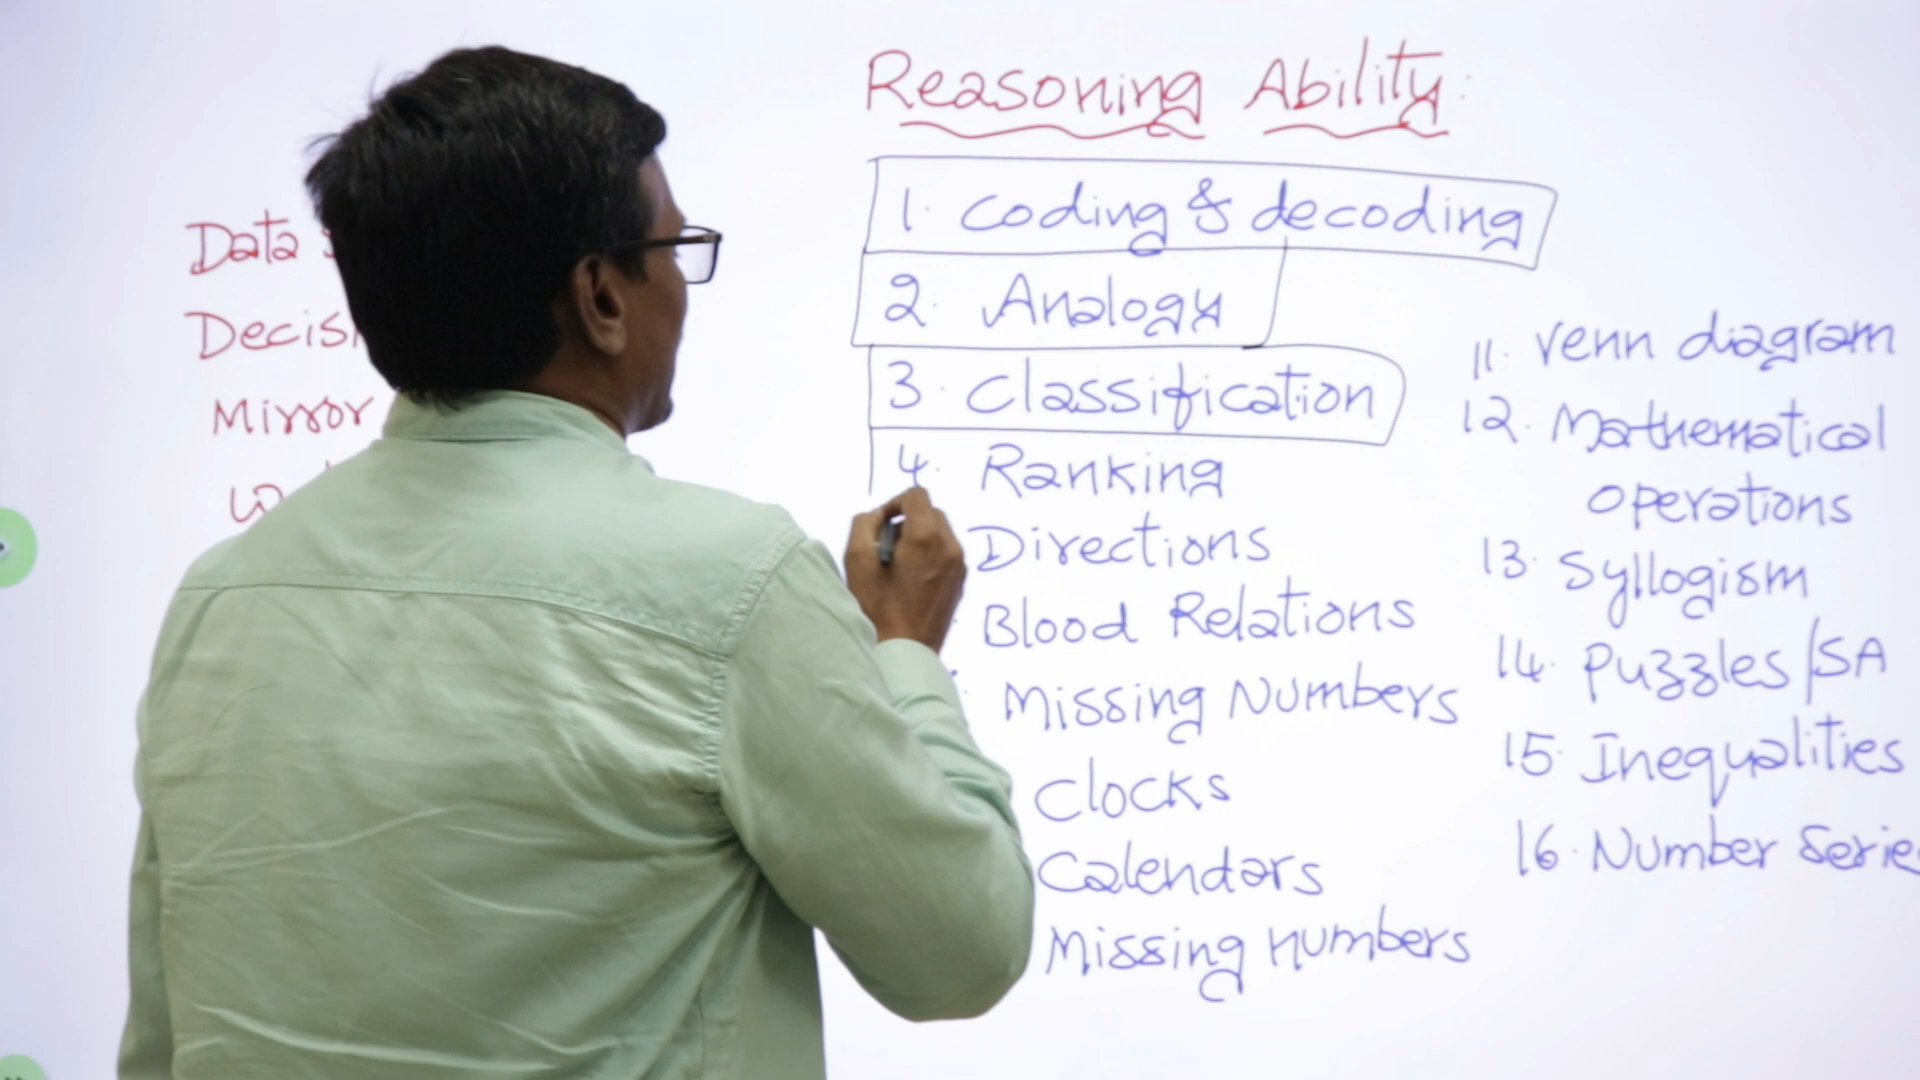 Reasoning Ability:
1. Coding & decoding
2. Analogy
3. Classification
4. Ranking
Directions
Blood Relations
Missing Numbers
Clocks
Calendars
Missing numbers
11. Venn diagram
12. Mathematical
operations
13. Syllogism
14. Puzzles/SA
15. Inequalities
16. Number Serie
Data
Mirror